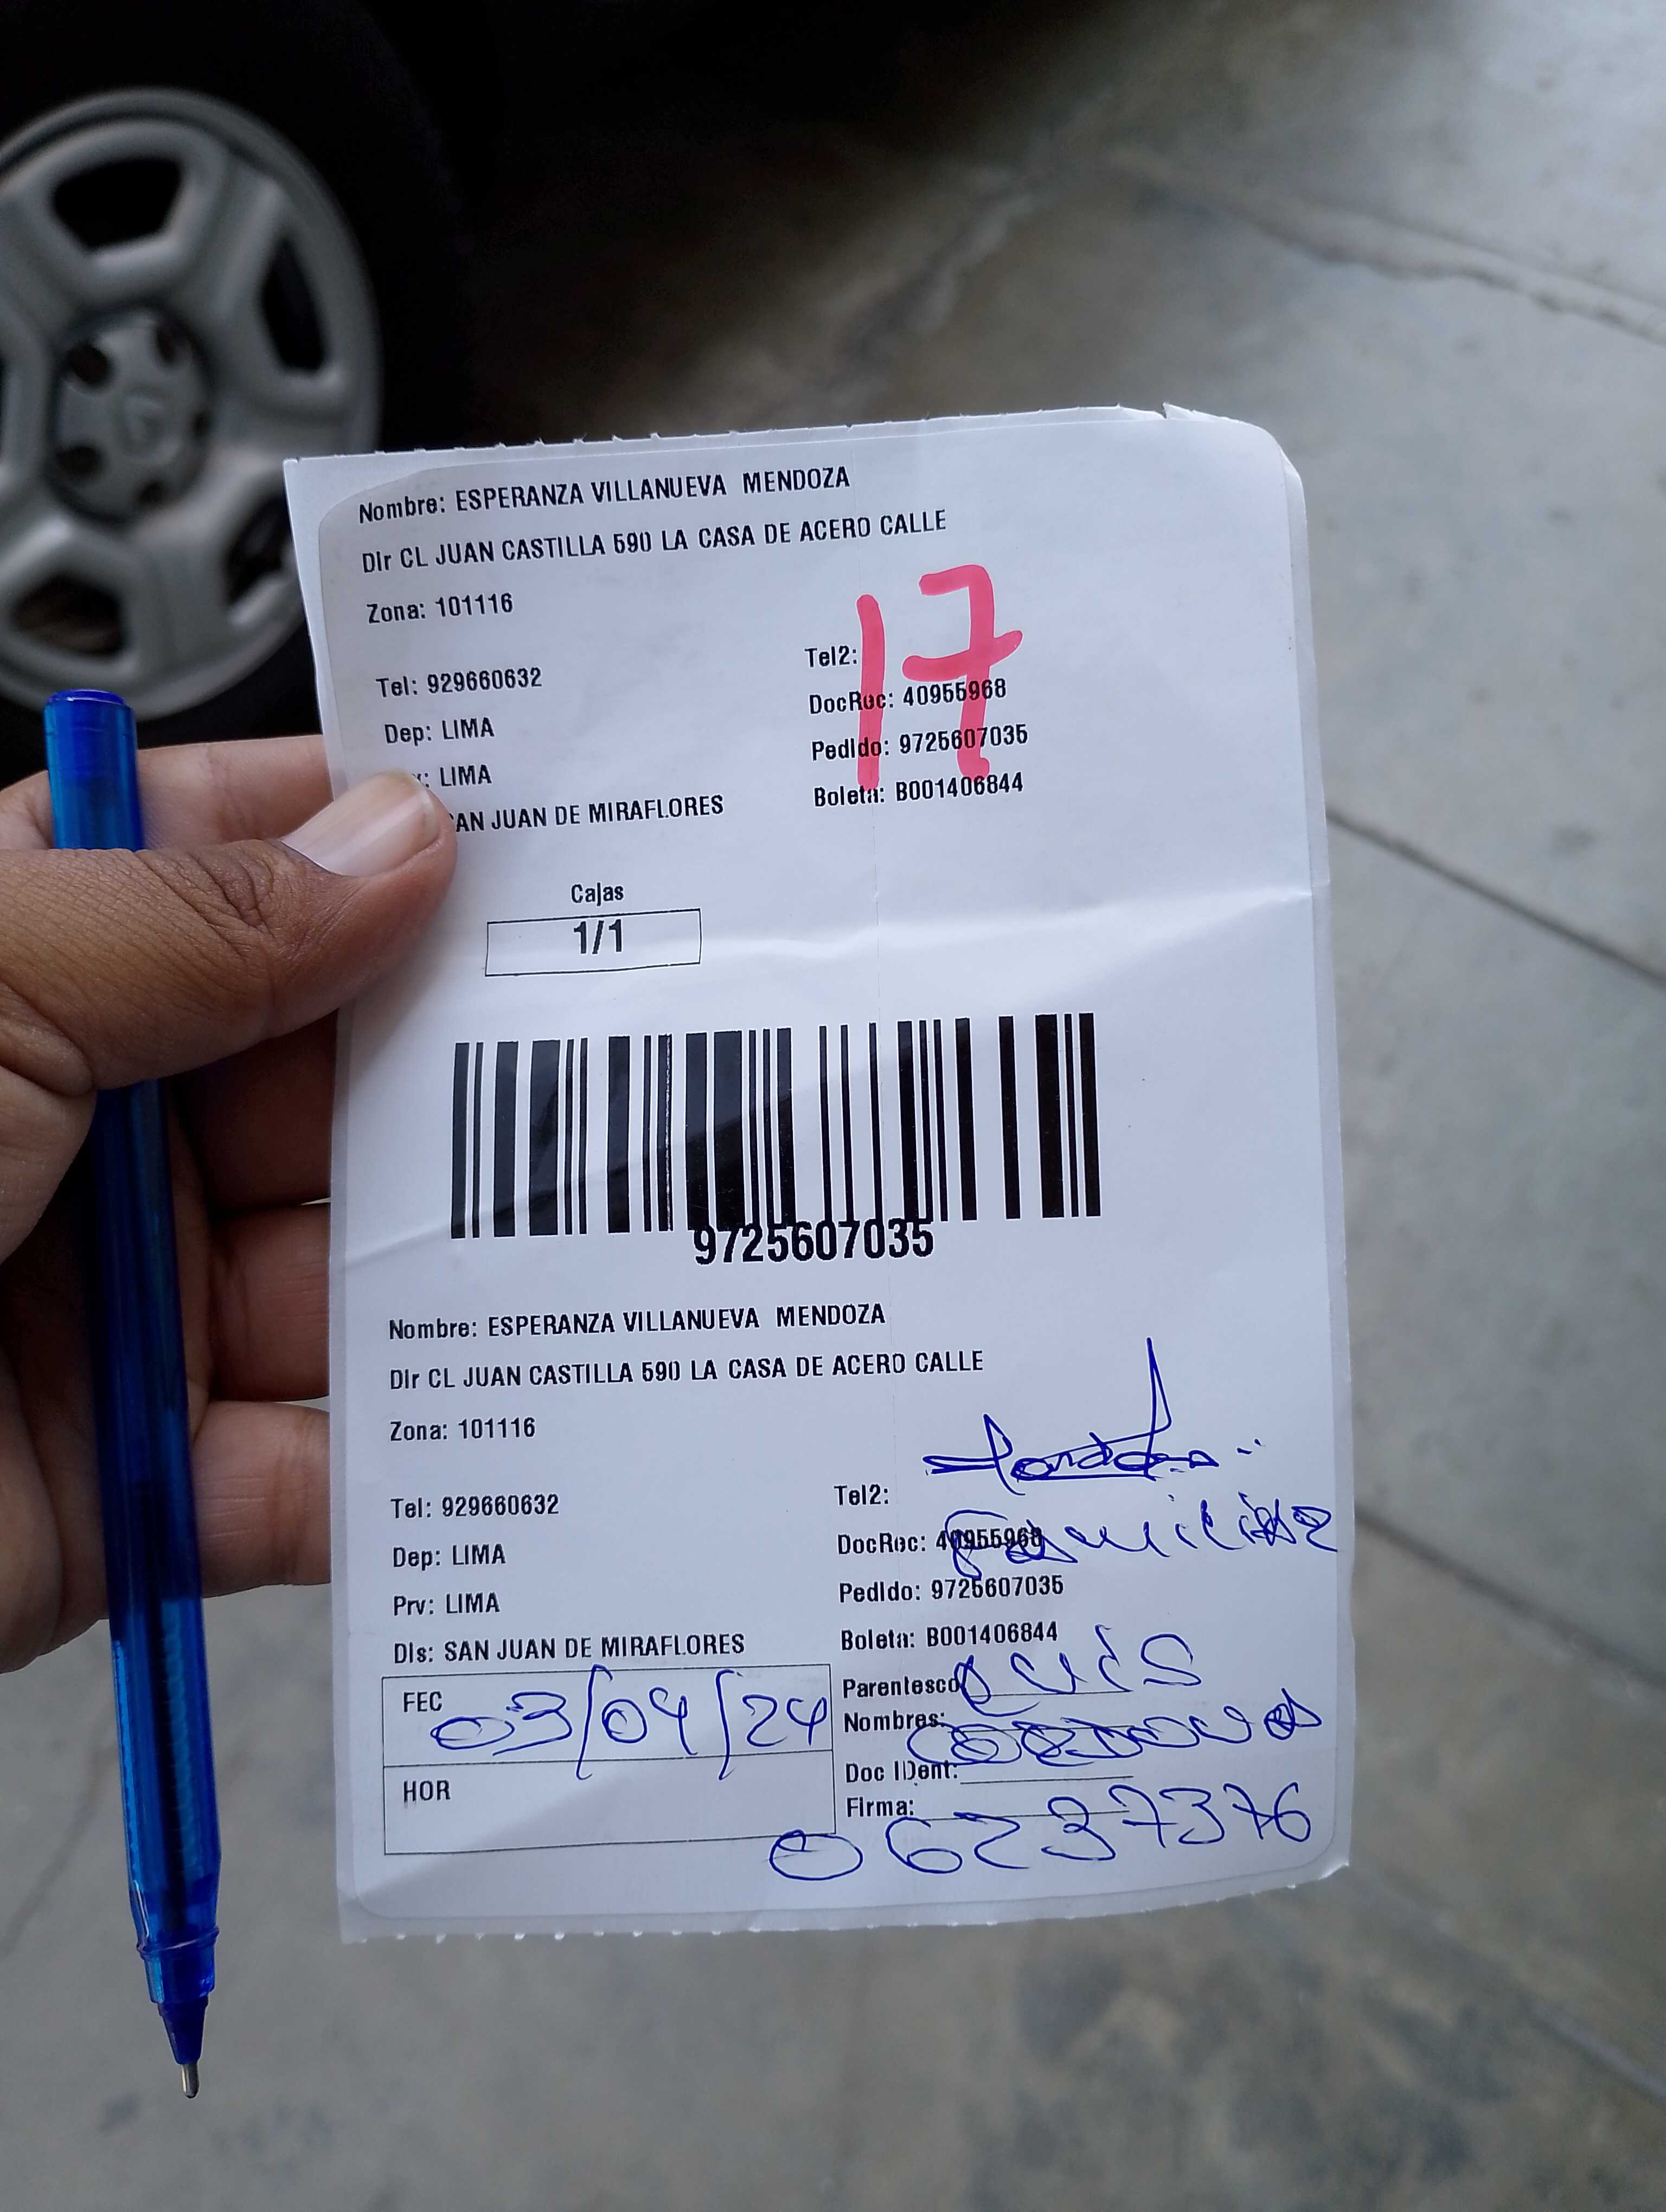 Nombre: ESPERANZA VILLANUEVA MENDOZA
Dir CL JUAN CASTILLA 590 LA CASA DE ACERO CALLE
Zona: 101116
17
Tel: 929660632
Tel2:
Dep: LIMA
DocRec: 40955968
: LIMA
Pedido: 9725607035
SAN JUAN DE MIRAFLORES
Boleta: B001406844
Cajas
1/1
9725607035
Nombre: ESPERANZA VILLANUEVA MENDOZA
Dir CL JUAN CASTILLA 590 LA CASA DE ACERO CALLE
Zona: 101116
Tel: 929660632
Tel2:
Dep: LIMA
DocRec: 40955968
Familiar
Prv: LIMA
Pedido: 9725607035
Dis: SAN JUAN DE MIRAFLORES
Boleta: B001406844
FEC 03/04/24
Parentesco
Luis
Nombres:
HOR
Doc IDent:
Firma:
06237376